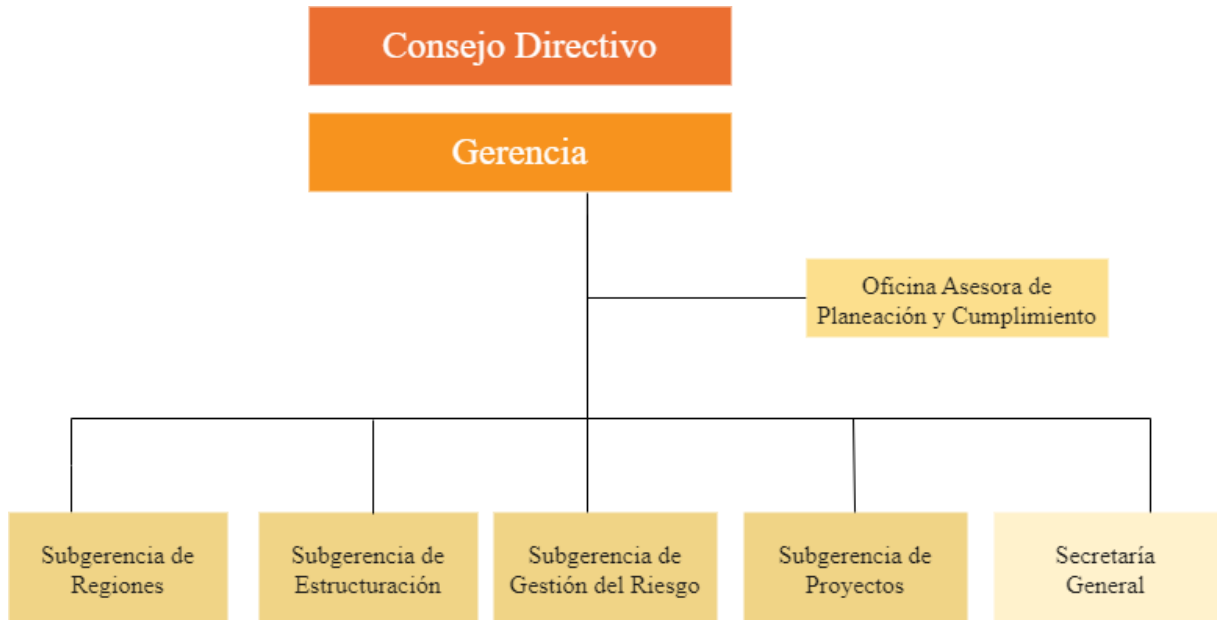 Consejo Directivo
Gerencia
Oficina Asesora de
Planeación y Cumplimiento
Subgerencia de
Regiones
Subgerencia de
Estructuración
Subgerencia de
Gestión del Riesgo
Subgerencia de
Proyectos
Secretaría
General